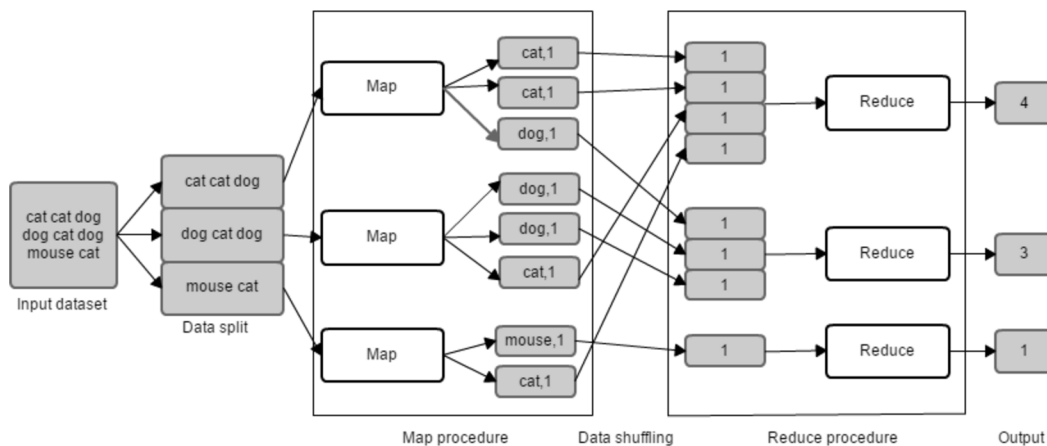 cat cat dog
dog cat dog
mouse cat
Input dataset
cat cat dog
dog cat dog
mouse cat
Data split
Map
Map
Map
cat,1
cat,1
dog,1
dog,1
dog,1
cat,1
mouse,1
cat,1
Map procedure
Data shuffling
1
1
1
1
1
1
1
1
Reduce
Reduce
Reduce
Reduce procedure
4
3
1
Output